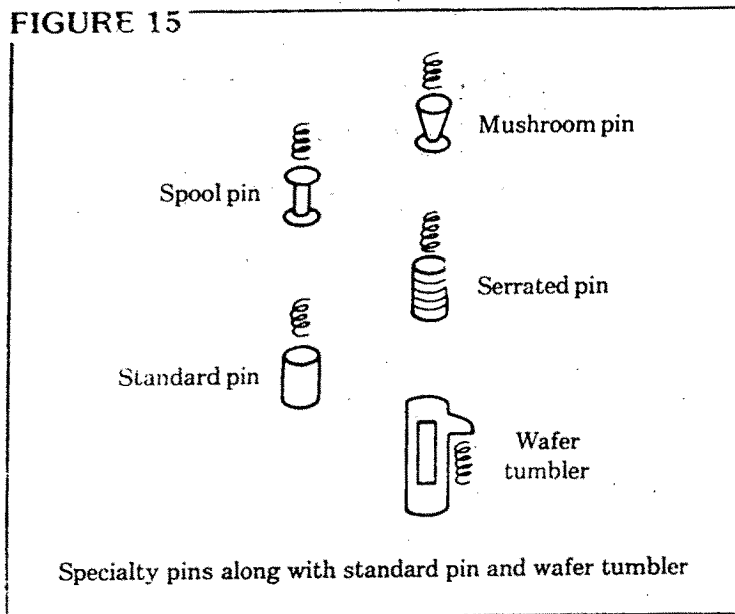 FIGURE 15
Mushroom pin
Spool pin
Serrated pin
Standard pin
Wafer
tumbler
Specialty pins along with standard pin and wafer tumbler